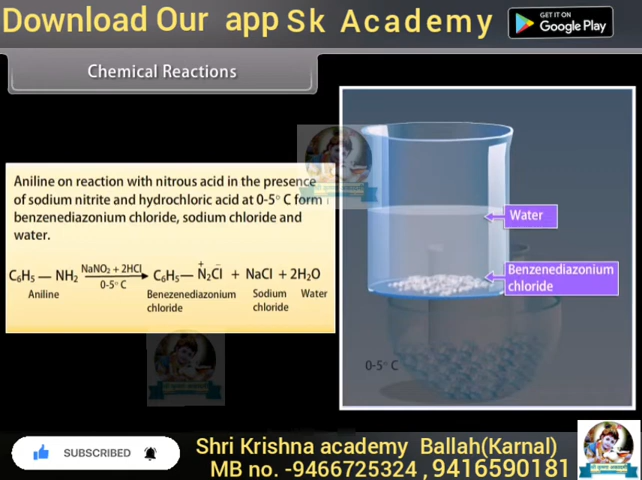 Download Our app Sk Academy
GET IT ON
Google Play
Chemical Reactions
Aniline on reaction with nitrous acid in the presence
of sodium nitrite and hydrochloric acid at 0-5° C form
benzenediazonium chloride, sodium chloride and
water.
C₆H₅ — NH₂ NaNO₂ + 2HCl 0-5° C → C₆H₅— N₂⁺Cl⁻ + NaCl + 2H₂O
Aniline Benezenediazonium Sodium Water
chloride chloride
Water
Benzenediazonium
chloride
0-5° C
SUBSCRIBED
Shri Krishna academy Ballah(Karnal)
MB no. -9466725324 , 9416590181